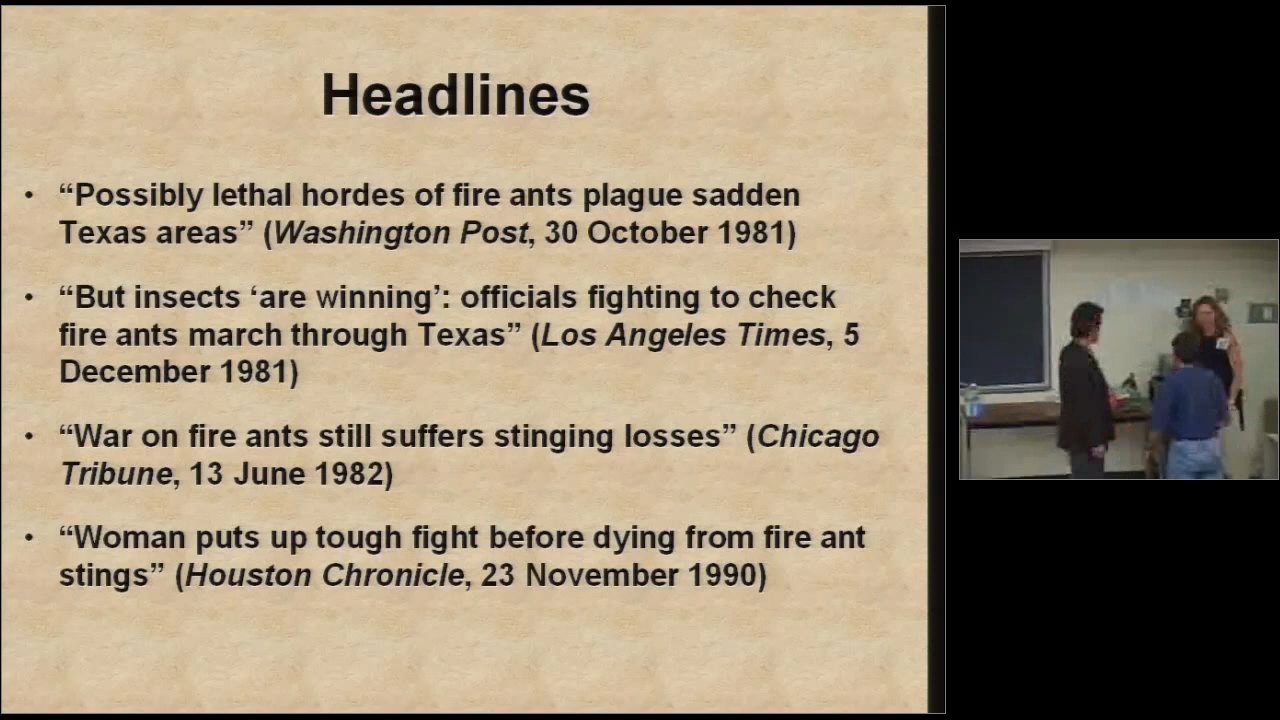 Headlines
• “Possibly lethal hordes of fire ants plague sadden
Texas areas” (Washington Post, 30 October 1981)
• “But insects ‘are winning’: officials fighting to check
fire ants march through Texas” (Los Angeles Times, 5
December 1981)
• “War on fire ants still suffers stinging losses” (Chicago
Tribune, 13 June 1982)
• “Woman puts up tough fight before dying from fire ant
stings” (Houston Chronicle, 23 November 1990)